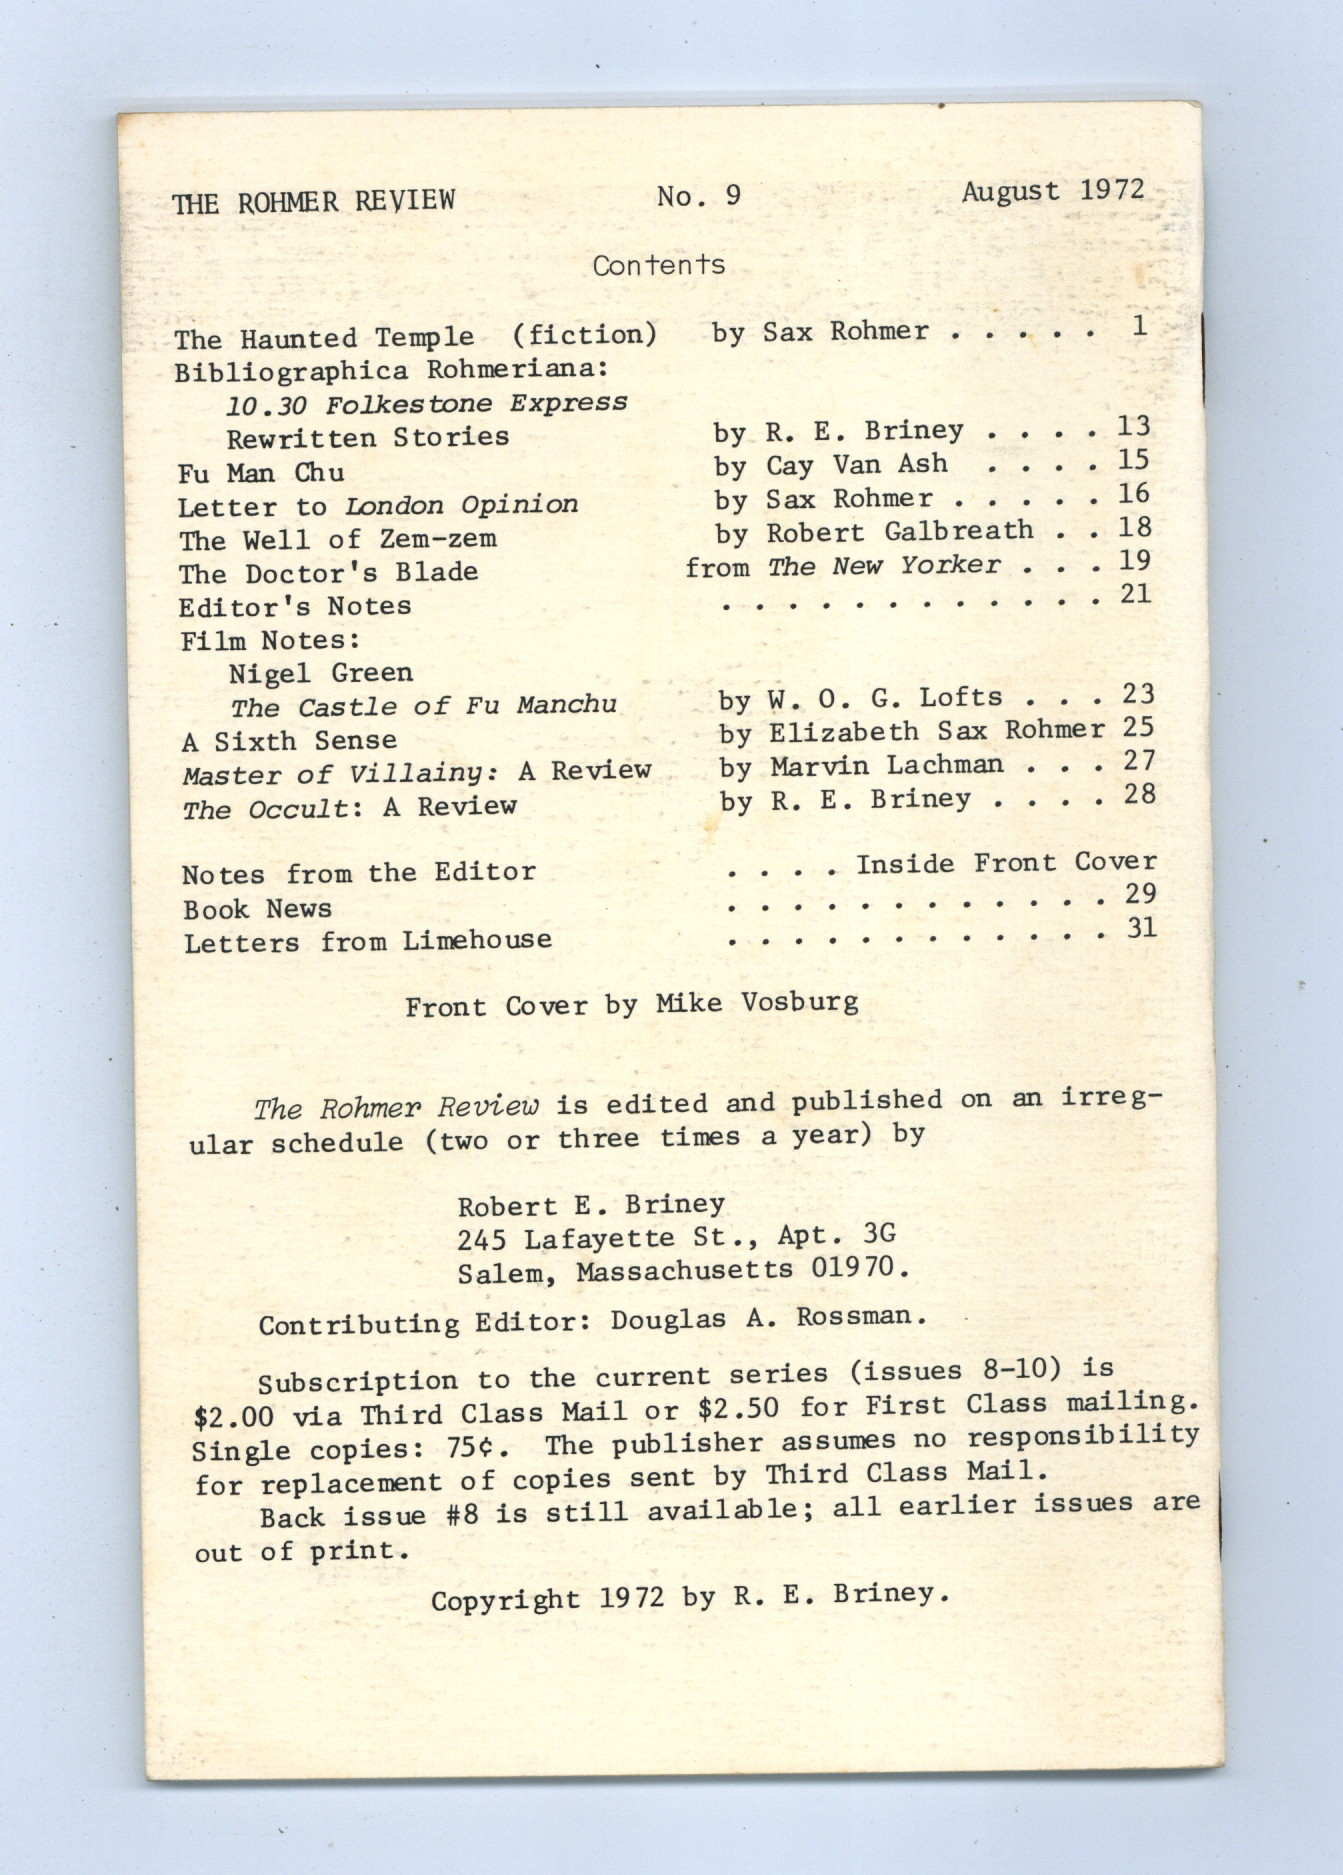 THE ROHMER REVIEW No. 9 August 1972
Contents
The Haunted Temple (fiction) by Sax Rohmer . . . . . 1
Bibliographica Rohmeriana:
10.30 Folkestone Express
Rewritten Stories by R. E. Briney . . . . 13
Fu Man Chu by Cay Van Ash . . . . 15
Letter to London Opinion by Sax Rohmer . . . . . 16
The Well of Zem-zem by Robert Galbreath . . 18
The Doctor's Blade from The New Yorker . . . 19
Editor's Notes . . . . . . . . . . . . 21
Film Notes:
Nigel Green
The Castle of Fu Manchu by W. O. G. Lofts . . . 23
A Sixth Sense by Elizabeth Sax Rohmer 25
Master of Villainy: A Review by Marvin Lachman . . . 27
The Occult: A Review by R. E. Briney . . . . 28
Notes from the Editor . . . . Inside Front Cover
Book News . . . . . . . . . . . . 29
Letters from Limehouse . . . . . . . . . . . . 31
Front Cover by Mike Vosburg
The Rohmer Review is edited and published on an irreg-
ular schedule (two or three times a year) by
Robert E. Briney
245 Lafayette St., Apt. 3G
Salem, Massachusetts 01970.
Contributing Editor: Douglas A. Rossman.
Subscription to the current series (issues 8-10) is
$2.00 via Third Class Mail or $2.50 for First Class mailing.
Single copies: 75¢. The publisher assumes no responsibility
for replacement of copies sent by Third Class Mail.
Back issue #8 is still available; all earlier issues are
out of print.
Copyright 1972 by R. E. Briney.